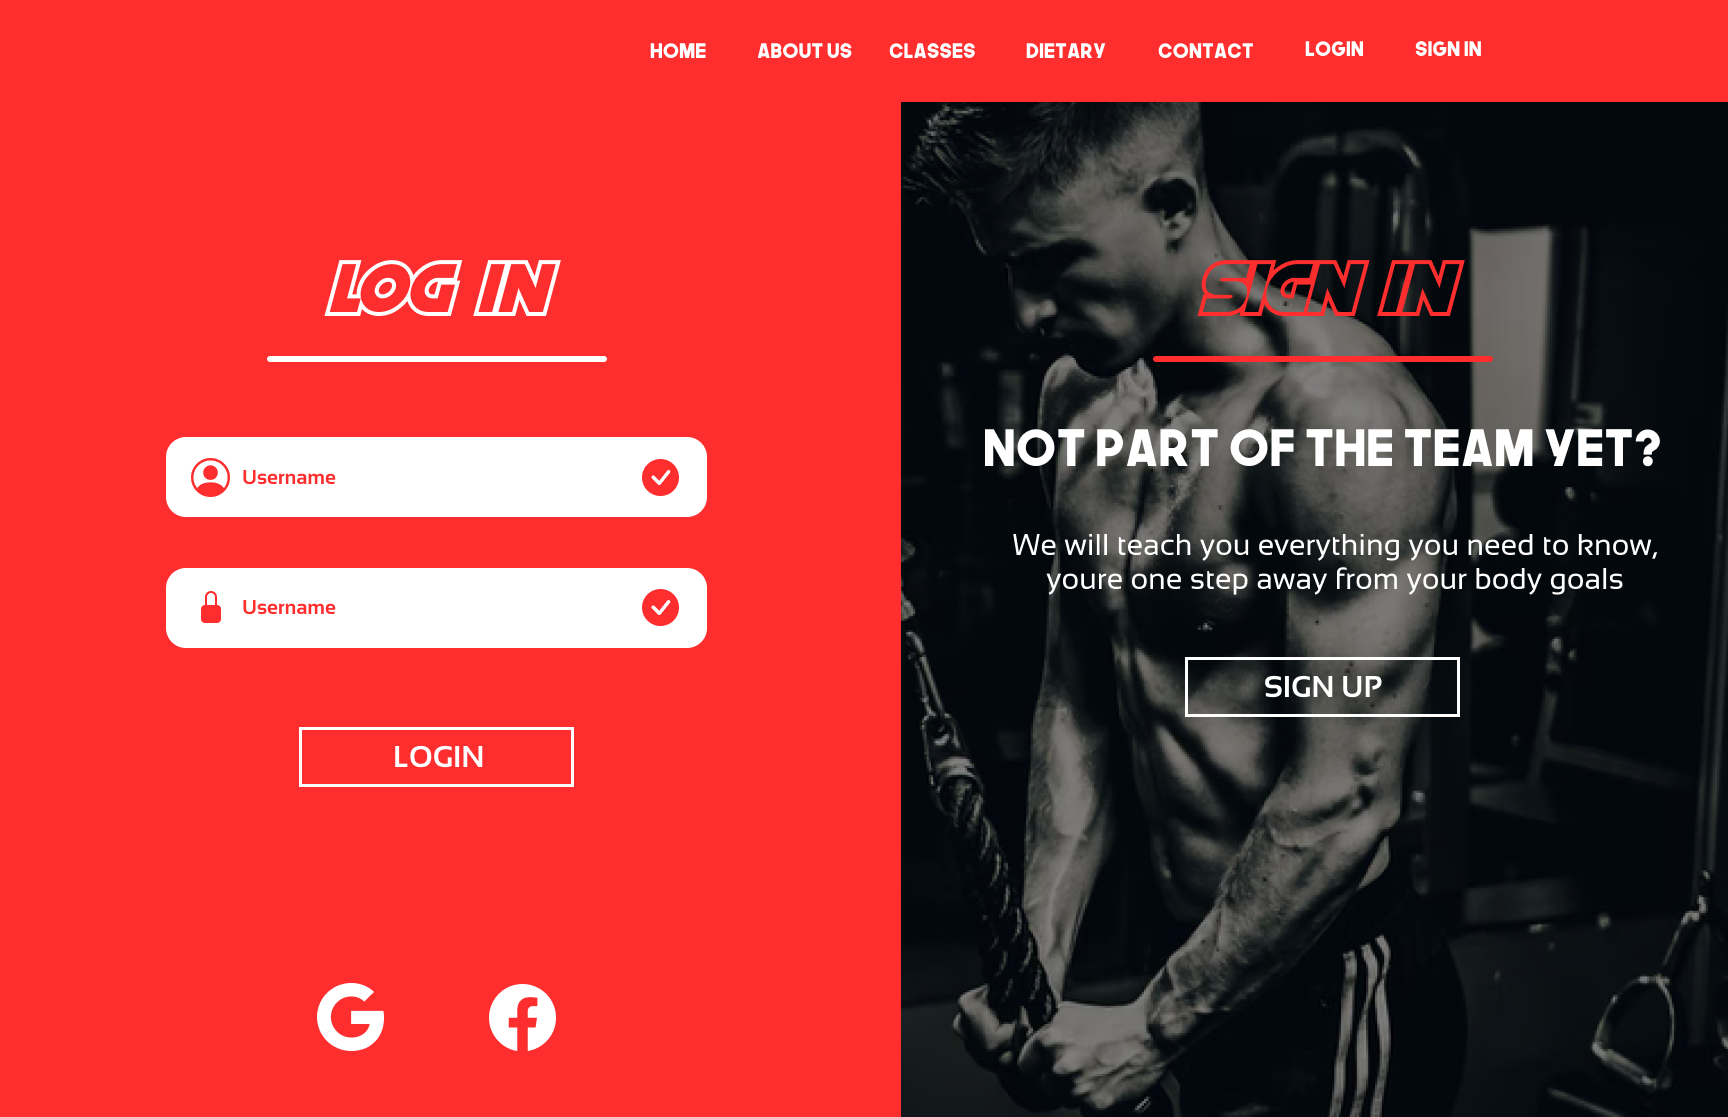 HOME ABOUT US CLASSES DIETARY CONTACT LOGIN SIGN IN
LOG IN
Username
Username
LOGIN
SIGN IN
NOT PART OF THE TEAM YET?
We will teach you everything you need to know,
youre one step away from your body goals
SIGN UP